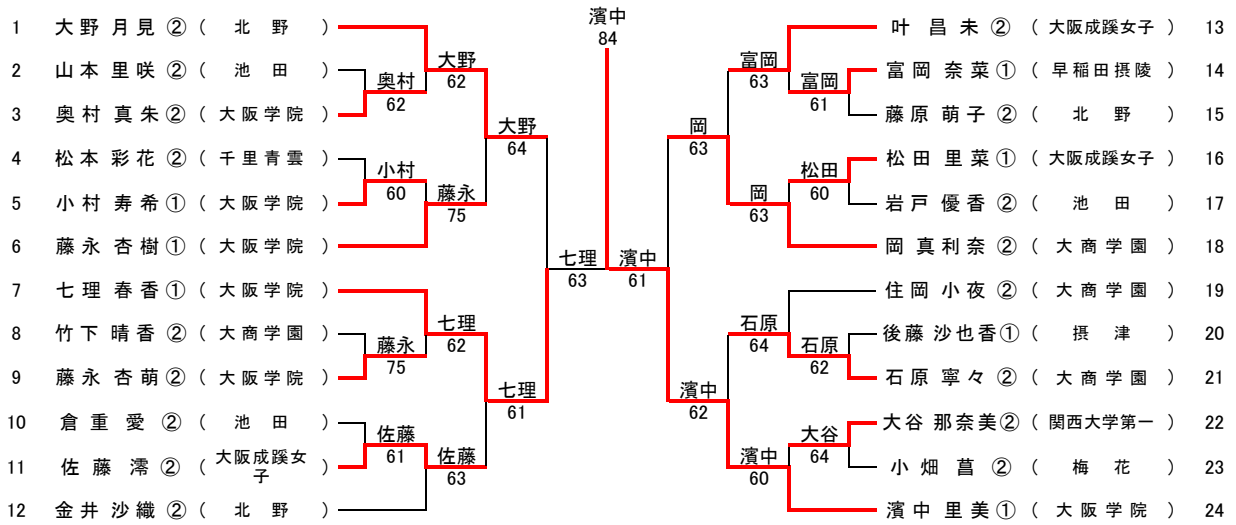 濱中
84
1 大野 月見 ② ( 北野 )
2 山本 里咲 ② ( 池田 )
3 奥村 真朱 ② ( 大阪学院 )
4 松本 彩花 ② ( 千里青雲 )
5 小村 寿希 ① ( 大阪学院 )
6 藤永 杏樹 ① ( 大阪学院 )
7 七理 春香 ① ( 大阪学院 )
8 竹下 晴香 ② ( 大商学園 )
9 藤永 杏萌 ② ( 大阪学院 )
10 倉重 愛 ② ( 池田 )
11 佐藤 澪 ② ( 大阪成蹊女子 )
12 金井 沙織 ② ( 北野 )
奥村
62
小村
60
藤永
75
佐藤
61
大野
62
藤永
75
七理
62
佐藤
63
大野
64
七理
61
七理
63
濱中
61
岡
63
濱中
62
富岡
63
岡
63
石原
64
濱中
60
富岡
61
松田
60
石原
62
大谷
64
叶 昌未 ② ( 大阪成蹊女子 ) 13
富岡 奈菜 ① ( 早稲田摂陵 ) 14
藤原 萌子 ② ( 北野 ) 15
松田 里菜 ① ( 大阪成蹊女子 ) 16
岩戸 優香 ② ( 池田 ) 17
岡 真利奈 ② ( 大商学園 ) 18
住岡 小夜 ② ( 大商学園 ) 19
後藤 沙也香 ① ( 摂津 ) 20
石原 寧々 ② ( 大商学園 ) 21
大谷 那奈美 ② ( 関西大学第一 ) 22
小畑 菖 ② ( 梅花 ) 23
濱中 里美 ① ( 大阪学院 ) 24